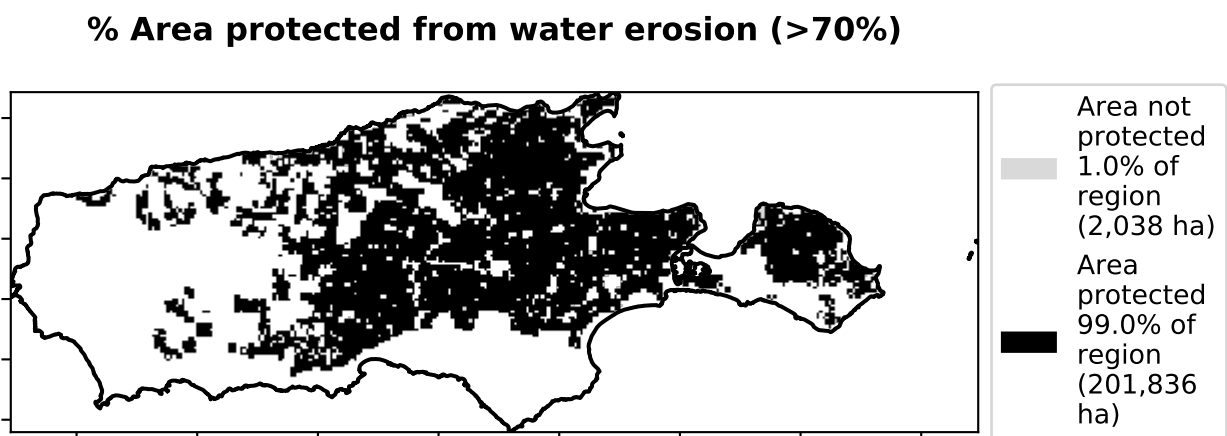 % Area protected from water erosion (>70%)
Area not
protected
1.0% of
region
(2,038 ha)
Area
protected
99.0% of
region
(201,836
ha)